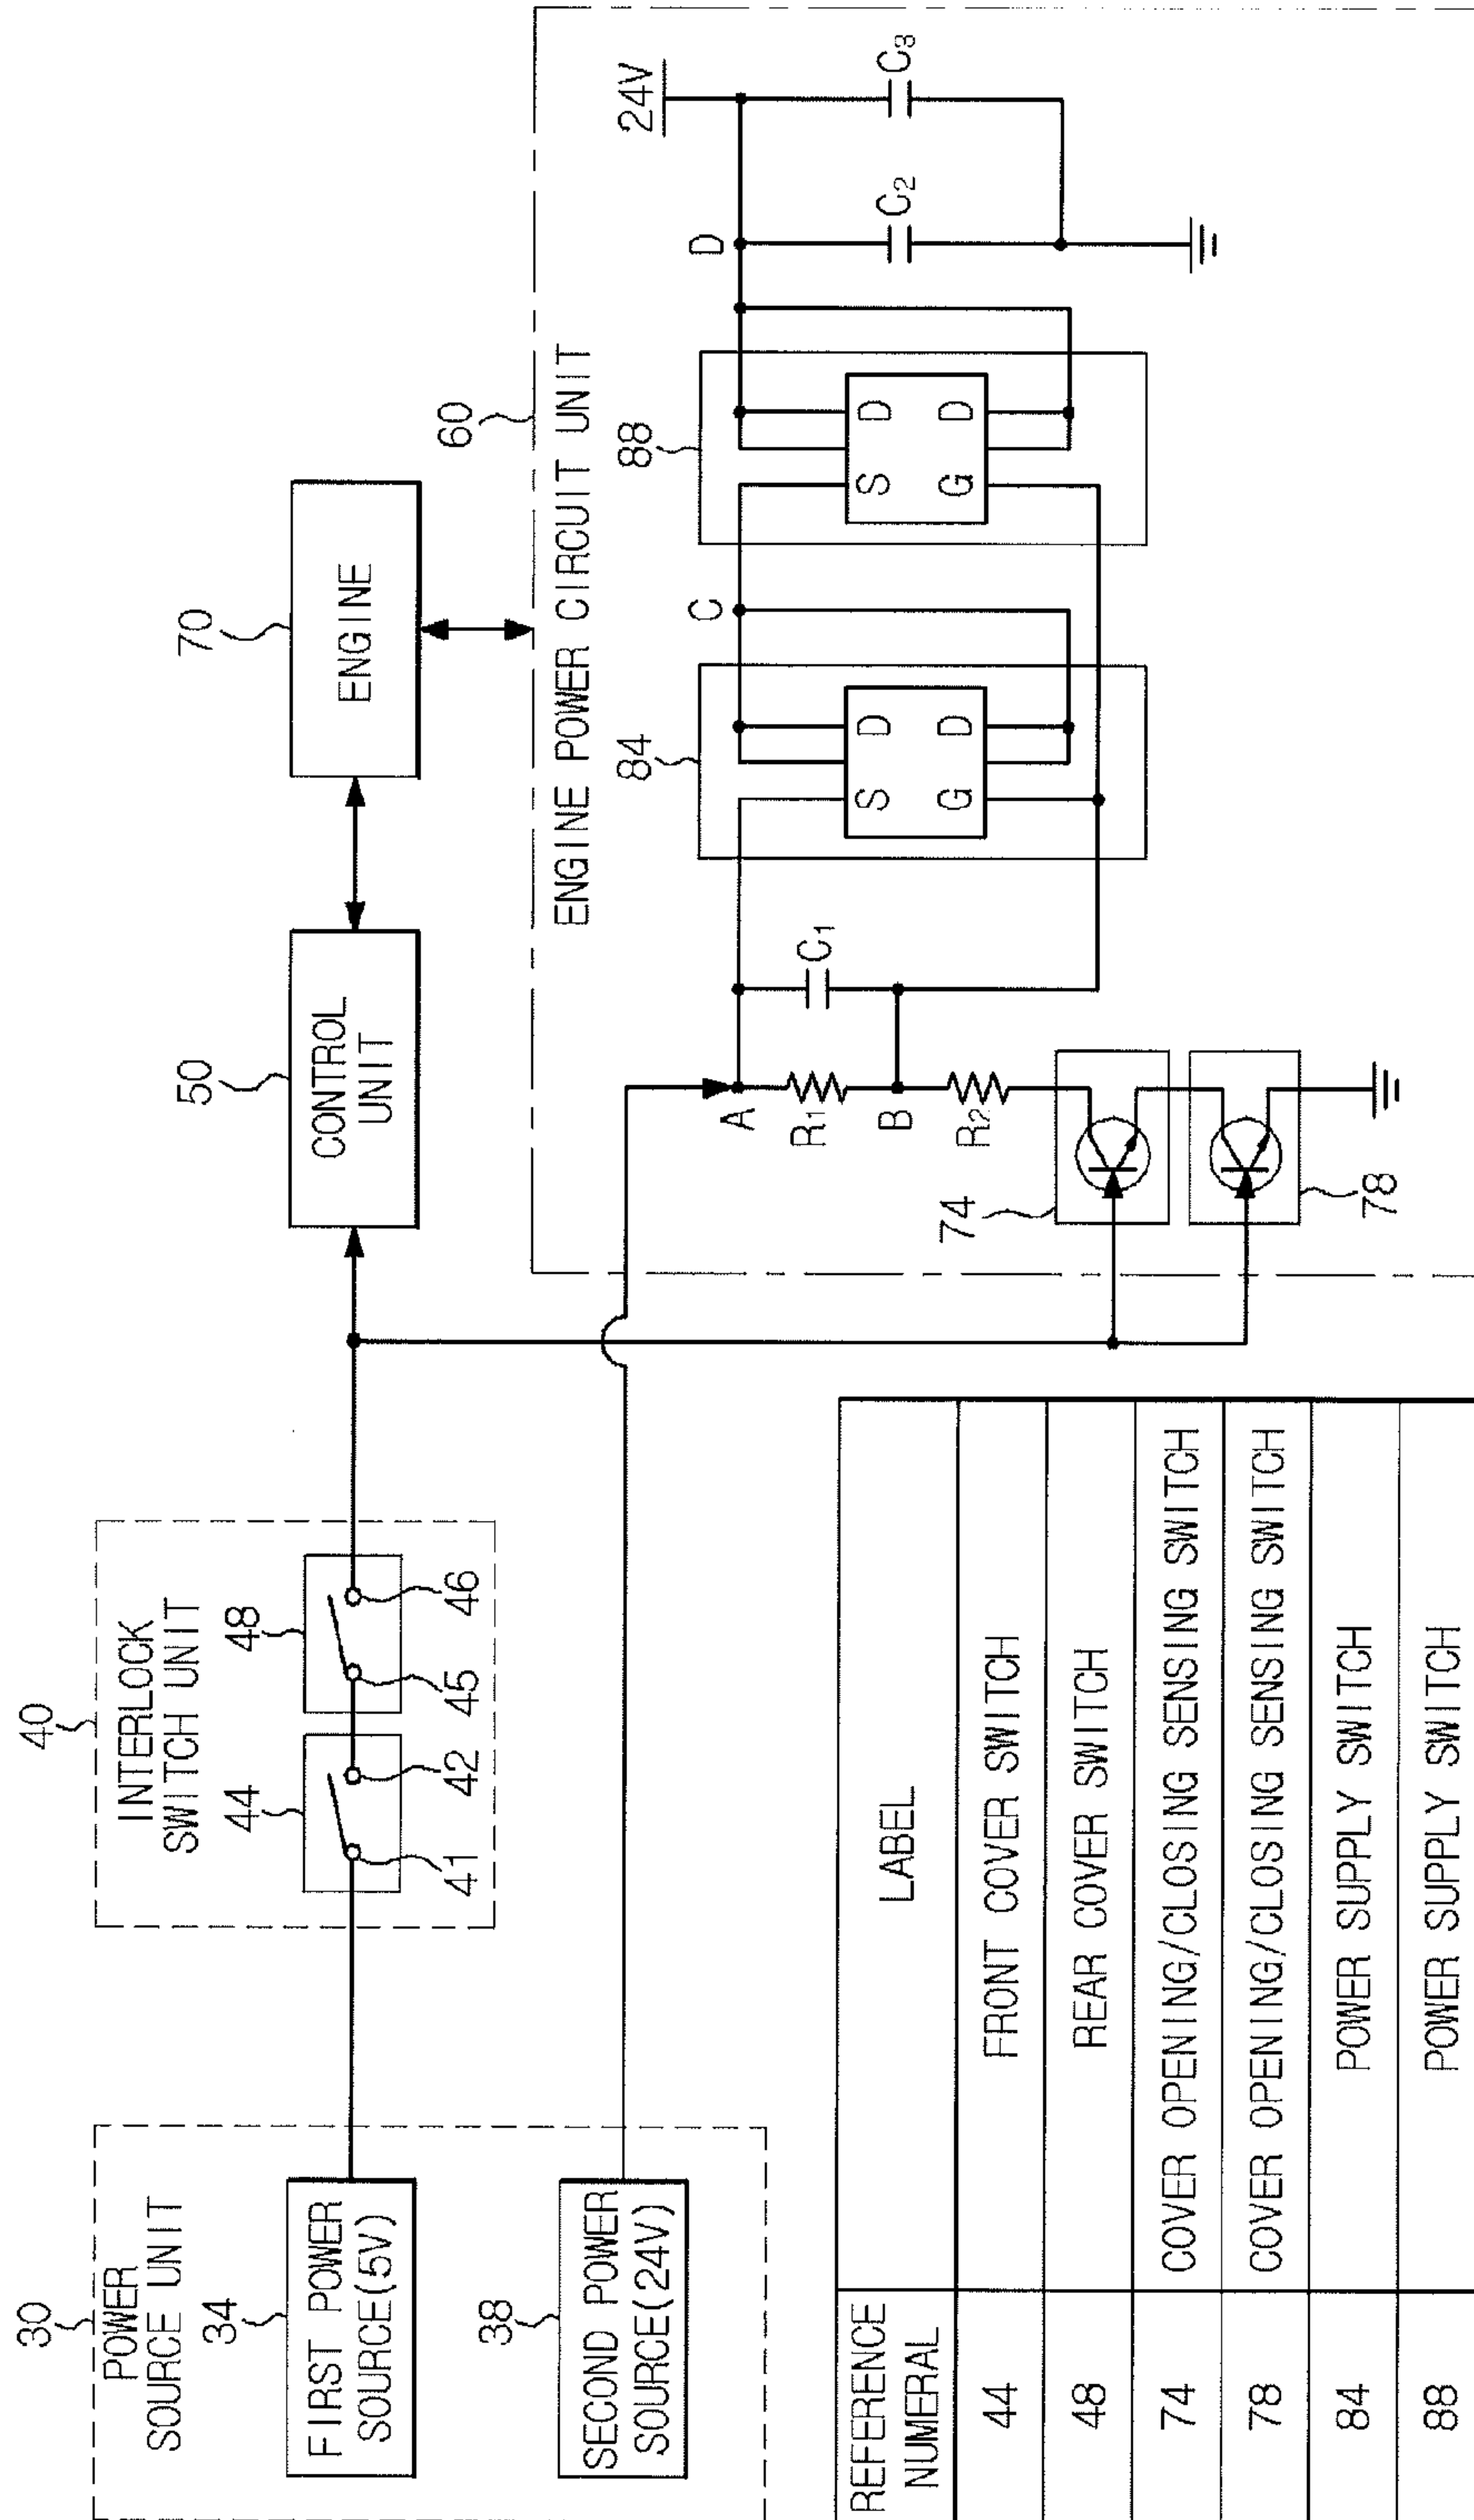 30
POWER
SOURCE UNIT
34
FIRST POWER
SOURCE(5V)
38
SECOND POWER
SOURCE(24V)
40
INTERLOCK
SWITCH UNIT
44
48
41
42
45
46
50
CONTROL
UNIT
70
ENGINE
60
ENGINE POWER CIRCUIT UNIT
A
R1
B
R2
C1
74
78
84
S
D
G
D
C
88
S
D
G
D
D
24V
C2
C3
REFERENCE
NUMERAL
LABEL
44
FRONT COVER SWITCH
48
REAR COVER SWITCH
74
COVER OPENING/CLOSING SENSING SWITCH
78
COVER OPENING/CLOSING SENSING SWITCH
84
POWER SUPPLY SWITCH
88
POWER SUPPLY SWITCH